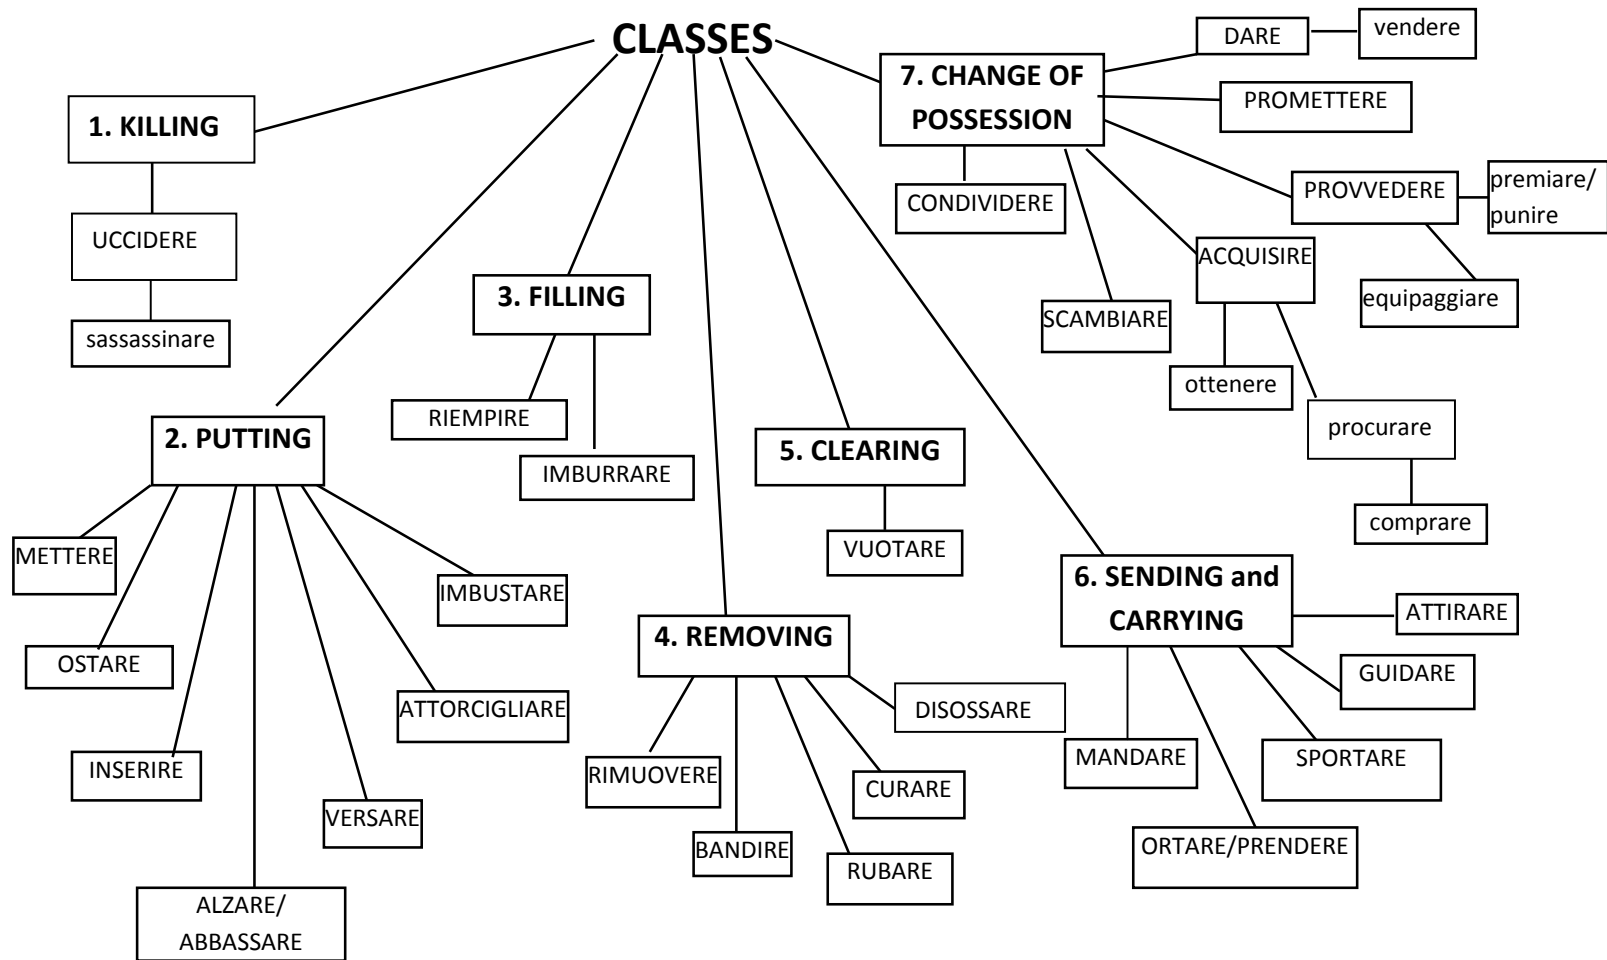 CLASSES
1. KILLING
UCCIDERE
sassassinare
2. PUTTING
METTERE
OSTARE
INSERIRE
ALZARE/
ABBASSARE
VERSARE
ATTORCIGLIARE
IMBUSTARE
3. FILLING
RIEMPIRE
IMBURRARE
4. REMOVING
RIMUOVERE
BANDIRE
RUBARE
CURARE
DISOSSARE
5. CLEARING
VUOTARE
6. SENDING and
CARRYING
MANDARE
ORTARE/PRENDERE
SPORTARE
GUIDARE
ATTIRARE
7. CHANGE OF
POSSESSION
DARE
vendere
PROMETTERE
PROVVEDERE
premiare/
punire
equipaggiare
ACQUISIRE
ottenere
procurare
comprare
SCAMBIARE
CONDIVIDERE